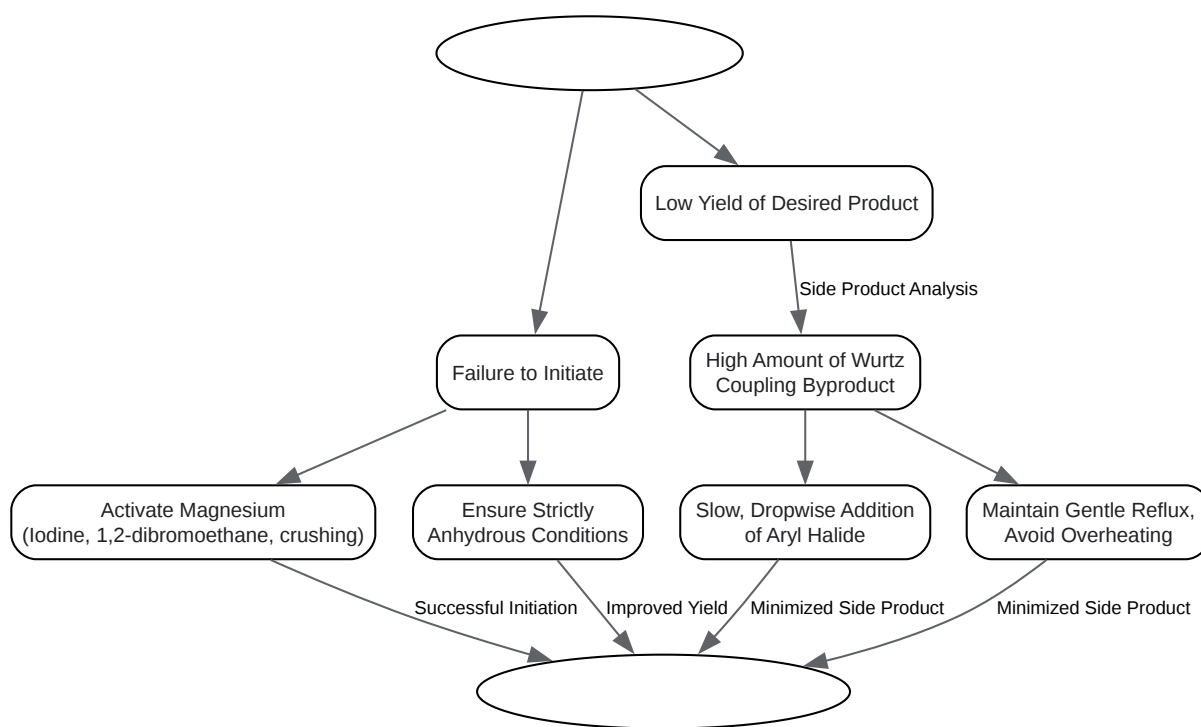 Low Yield of Desired Product
Side Product Analysis
Failure to Initiate
High Amount of Wurtz
Coupling Byproduct
Activate Magnesium
(Iodine, 1,2-dibromoethane, crushing)
Ensure Strictly
Anhydrous Conditions
Slow, Dropwise Addition
of Aryl Halide
Maintain Gentle Reflux,
Avoid Overheating
Successful Initiation
Improved Yield
Minimized Side Product
Minimized Side Product